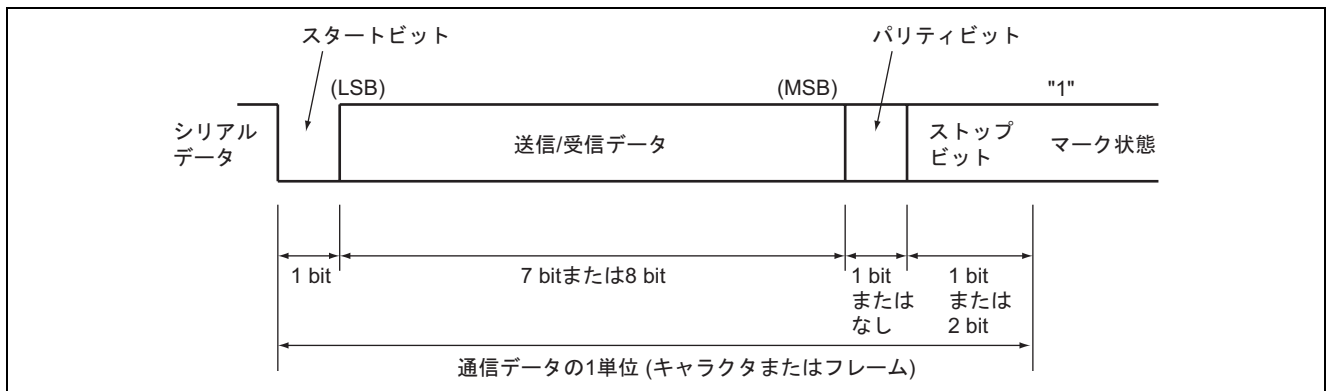 スタートビット
パリティビット
(LSB)
(MSB)
"1"
シリアル
データ
送信/受信データ
ストップ
ビット
マーク状態
1 bit
7 bitまたは8 bit
1 bit
または
なし
1 bit
または
2 bit
通信データの1単位 (キャラクタまたはフレーム)